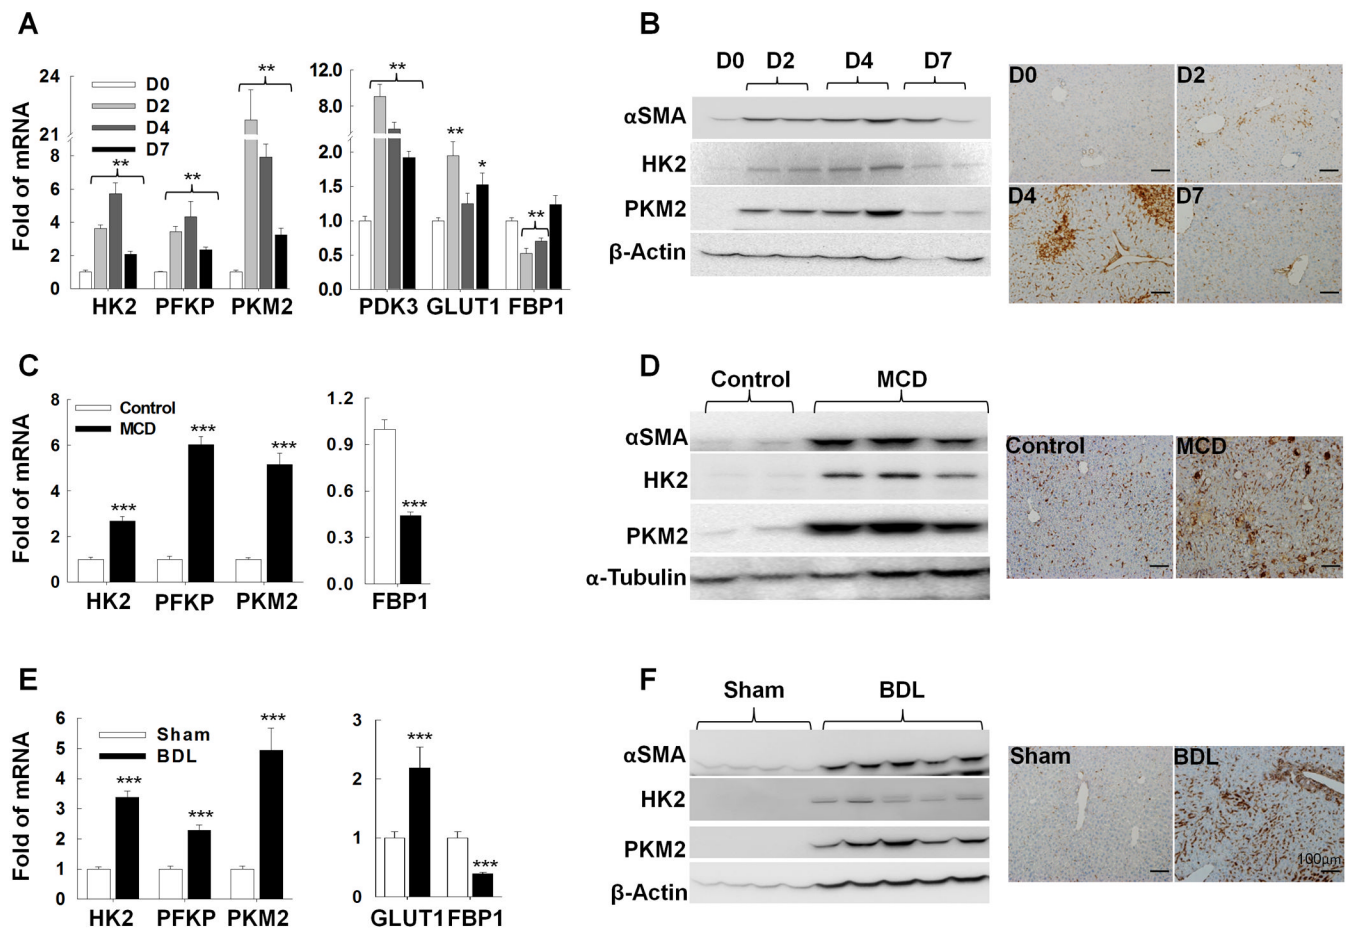 A
Fold of mRNA
24
21
8
6
4
2
0
D0
D2
D4
D7
**
**
**
HK2 PFKP PKM2
12.0
8.0
2.0
1.5
1.0
0.5
0.0
**
**
*
**
PDK3 GLUT1 FBP1
B
D0 D2 D4 D7
αSMA
HK2
PKM2
β-Actin
D0 D2
D4 D7
C
Fold of mRNA
8
6
4
2
0
Control
MCD
***
***
***
HK2 PFKP PKM2
1.2
0.9
0.6
0.3
0.0
***
FBP1
D
Control MCD
αSMA
HK2
PKM2
α-Tubulin
Control MCD
E
Fold of mRNA
6
5
4
3
2
1
0
Sham
BDL
***
***
***
HK2 PFKP PKM2
3
2
1
0
***
***
GLUT1 FBP1
F
Sham BDL
αSMA
HK2
PKM2
β-Actin
Sham BDL
100μm